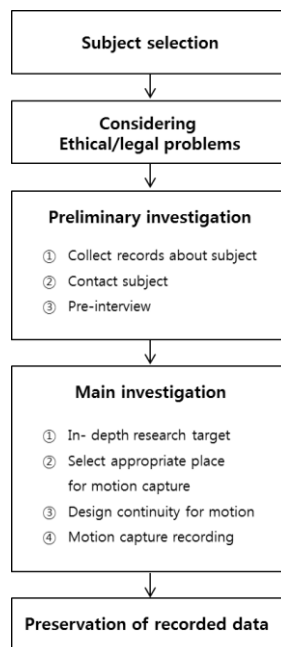 Subject selection
Considering
Ethical/legal problems
Preliminary investigation
① Collect records about subject
② Contact subject
③ Pre-interview
Main investigation
① In- depth research target
② Select appropriate place
for motion capture
③ Design continuity for motion
④ Motion capture recording
Preservation of recorded data